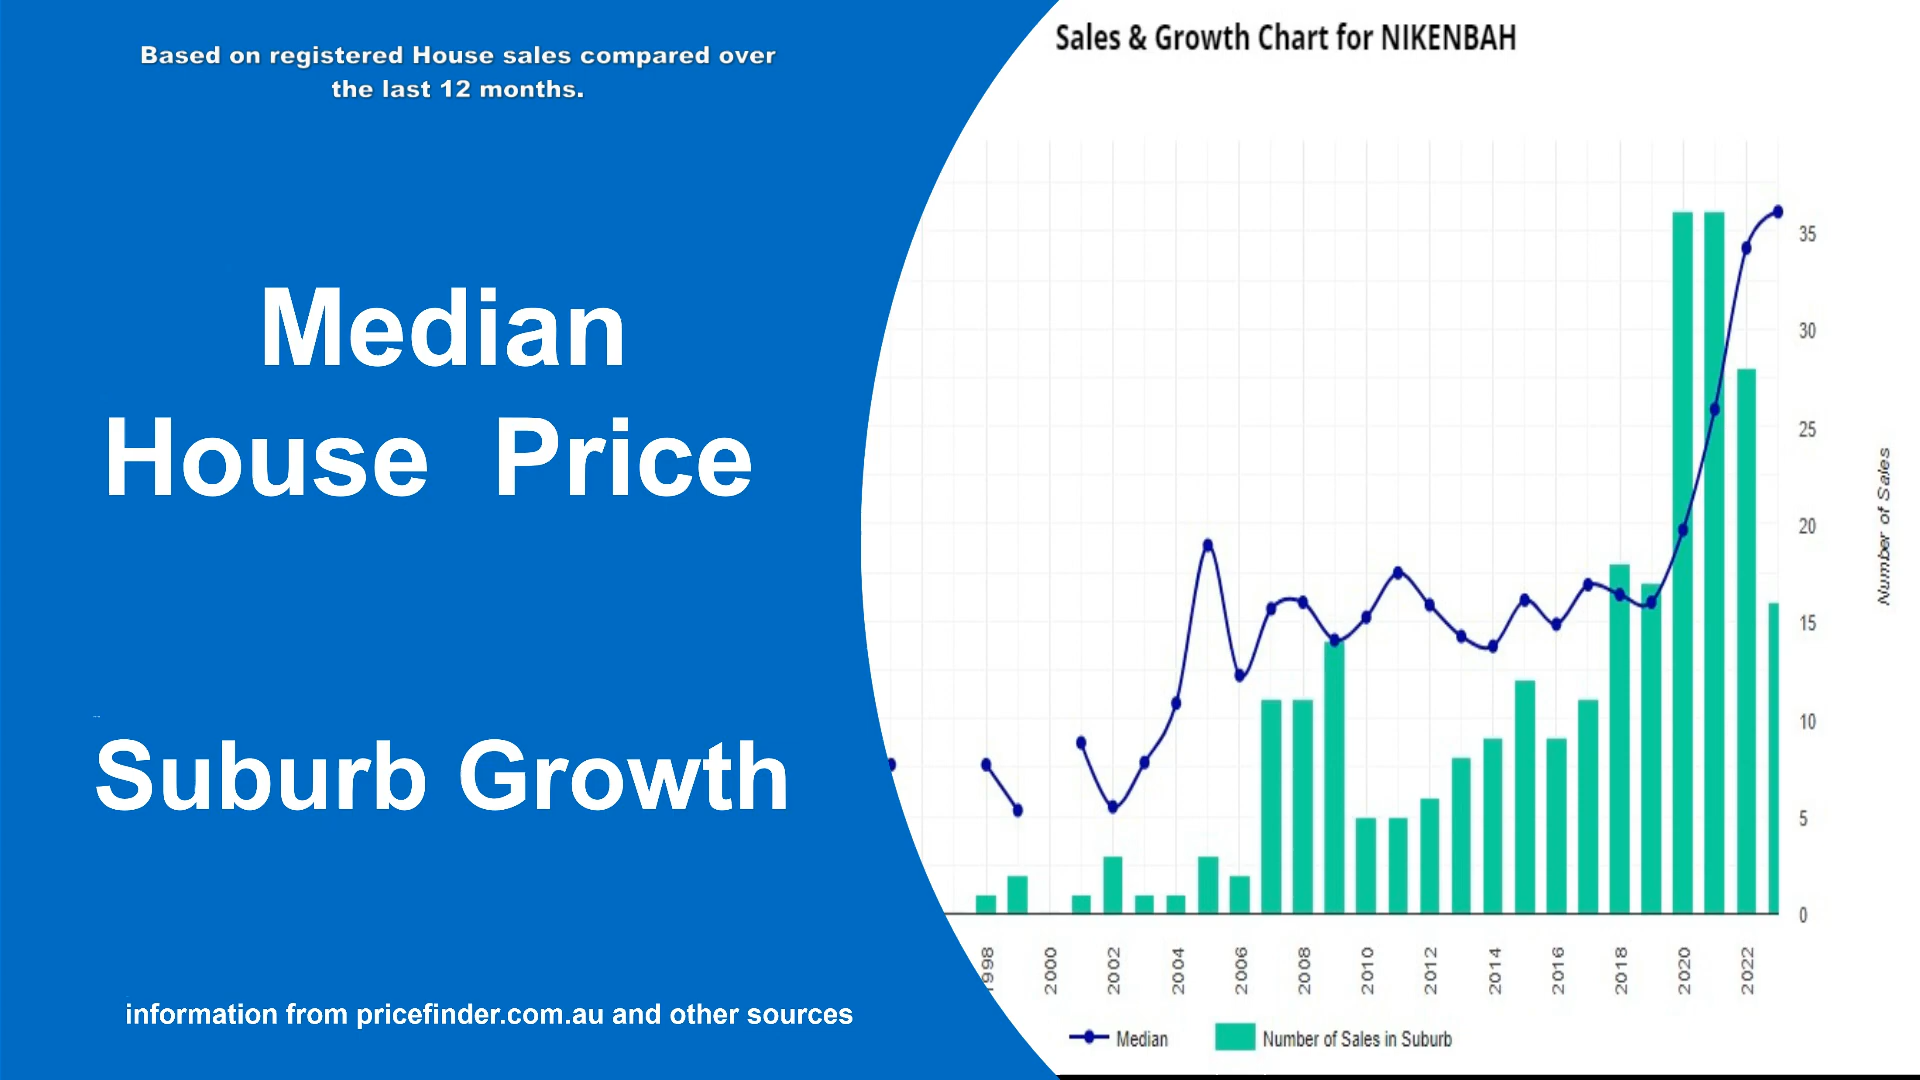 Based on registered House sales compared over
the last 12 months.
Median
House Price
Suburb Growth
information from pricefinder.com.au and other sources
Sales & Growth Chart for NIKENBAH
35
30
25
20
15
10
5
0
Number of Sales
2000
2002
2004
2006
2008
2010
2012
2014
2016
2018
2020
2022
Median
Number of Sales in Suburb